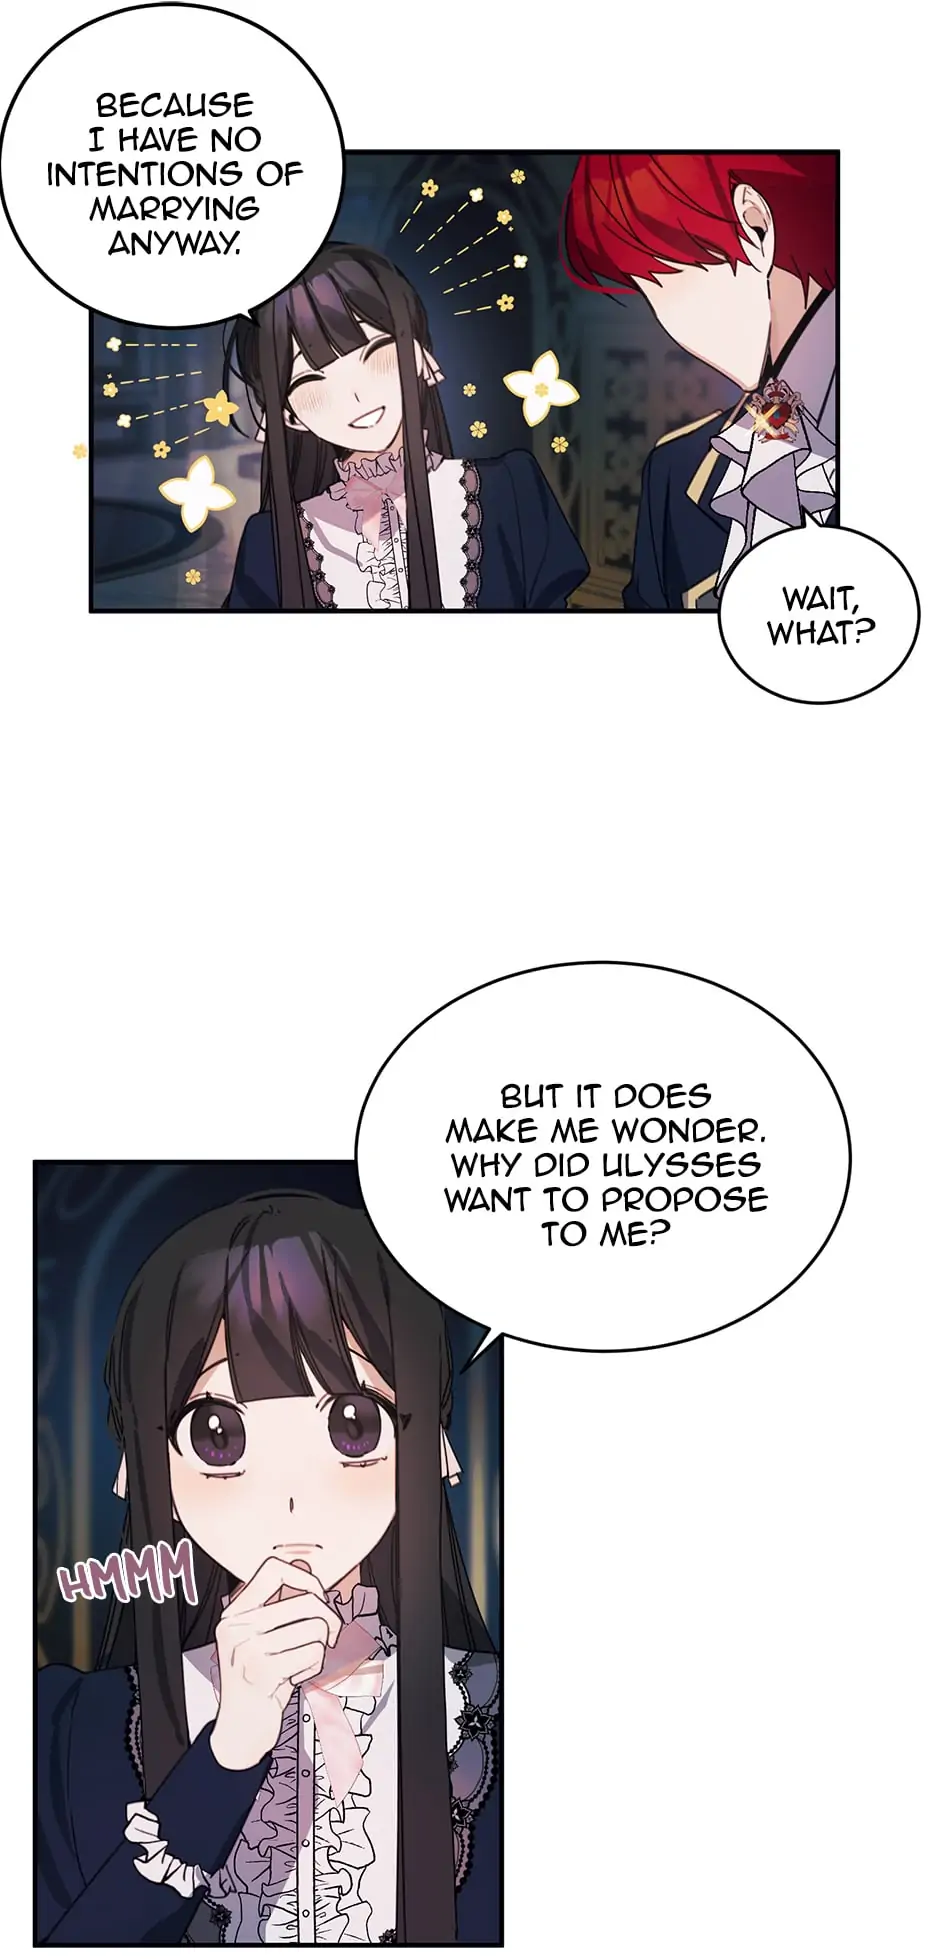 BECAUSE
I HAVE NO
INTENTIONS OF
MARRYING
ANYWAY.
WAIT,
WHAT?
BUT IT DOES
MAKE ME WONDER.
WHY DID ULYSSES
WANT TO PROPOSE
TO ME?
HMMM